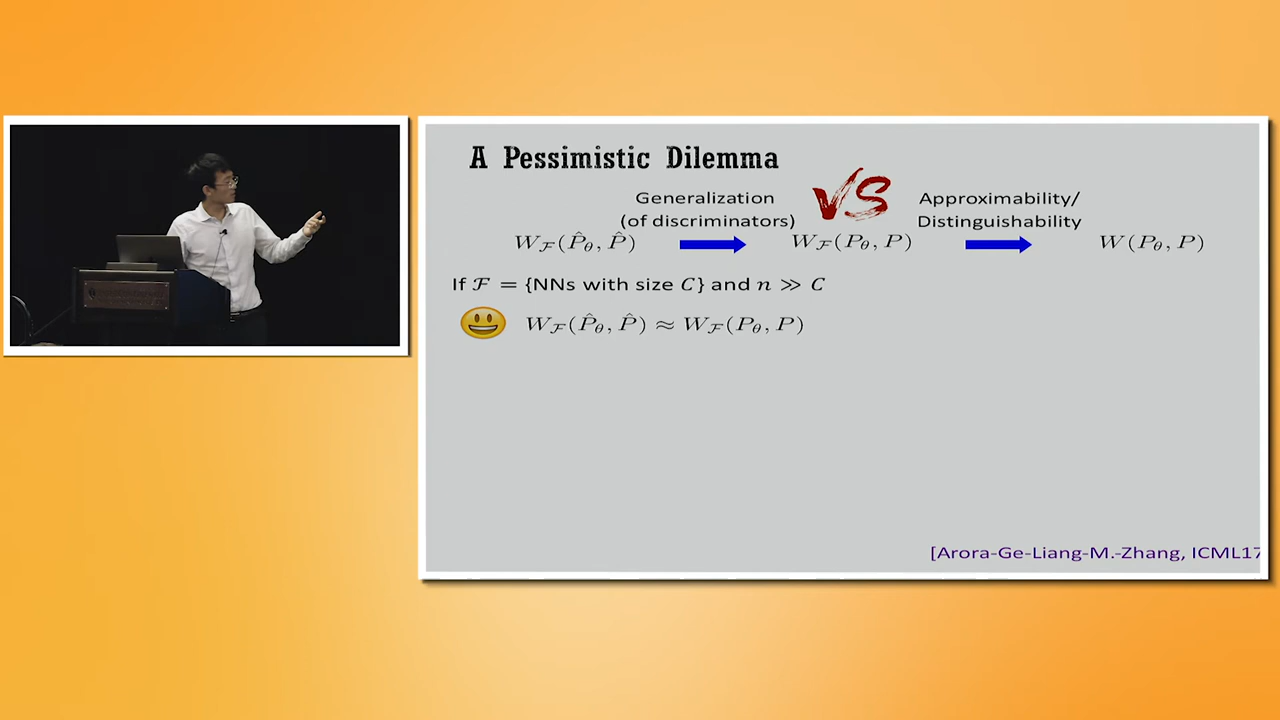 A Pessimistic Dilemma
Generalization
(of discriminators)
VS
Approximability/
Distinguishability
W_ℱ(P̂_θ, P̂)
W_ℱ(P_θ, P)
W(P_θ, P)
If ℱ = {NNs with size C} and n ≫ C
W_ℱ(P̂_θ, P̂) ≈ W_ℱ(P_θ, P)
[Arora-Ge-Liang-M.-Zhang, ICML17